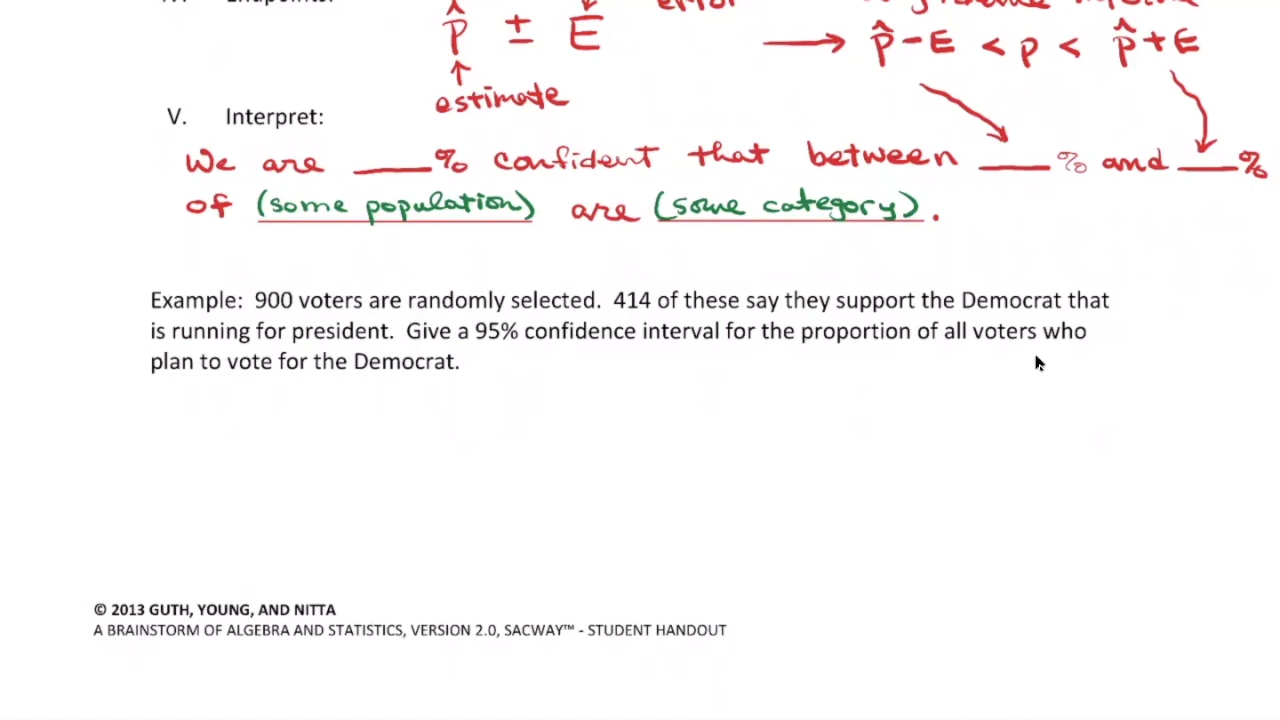 p̂ ± E → p̂ - E < p < p̂ + E
↑
estimate
V. Interpret:
We are ___% confident that between ___% and ___%
of (some population) are (some category).
Example: 900 voters are randomly selected. 414 of these say they support the Democrat that
is running for president. Give a 95% confidence interval for the proportion of all voters who
plan to vote for the Democrat.
© 2013 GUTH, YOUNG, AND NITTA
A BRAINSTORM OF ALGEBRA AND STATISTICS, VERSION 2.0, SACWAY™ - STUDENT HANDOUT